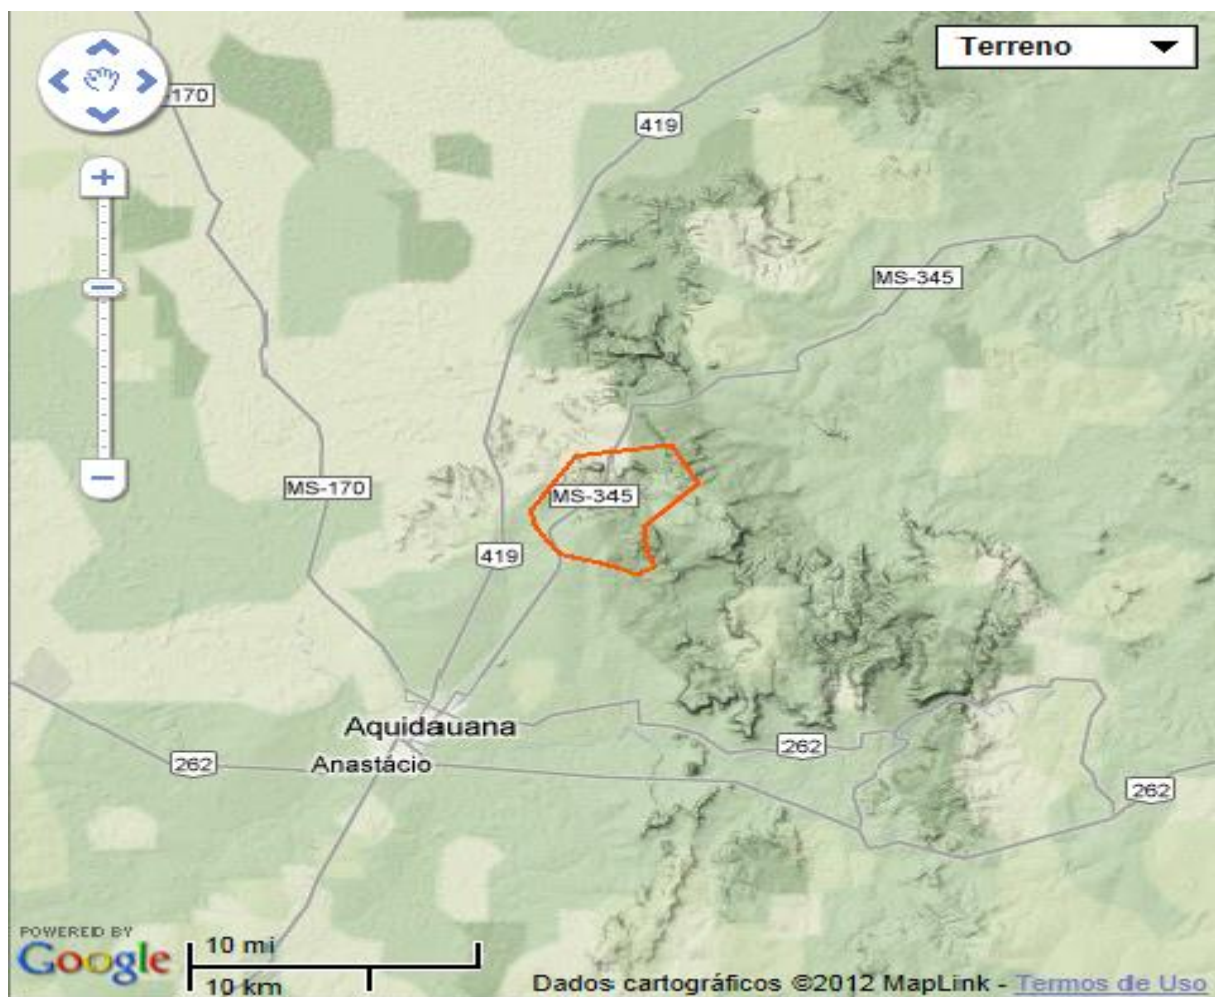 Terreno
-170
419
MS-345
MS-170
MS-345
419
Aquidauana
262
262
Anastácio
262
POWERED BY
Google
10 mi
10 km
Dados cartográficos ©2012 MapLink - Termos de Uso